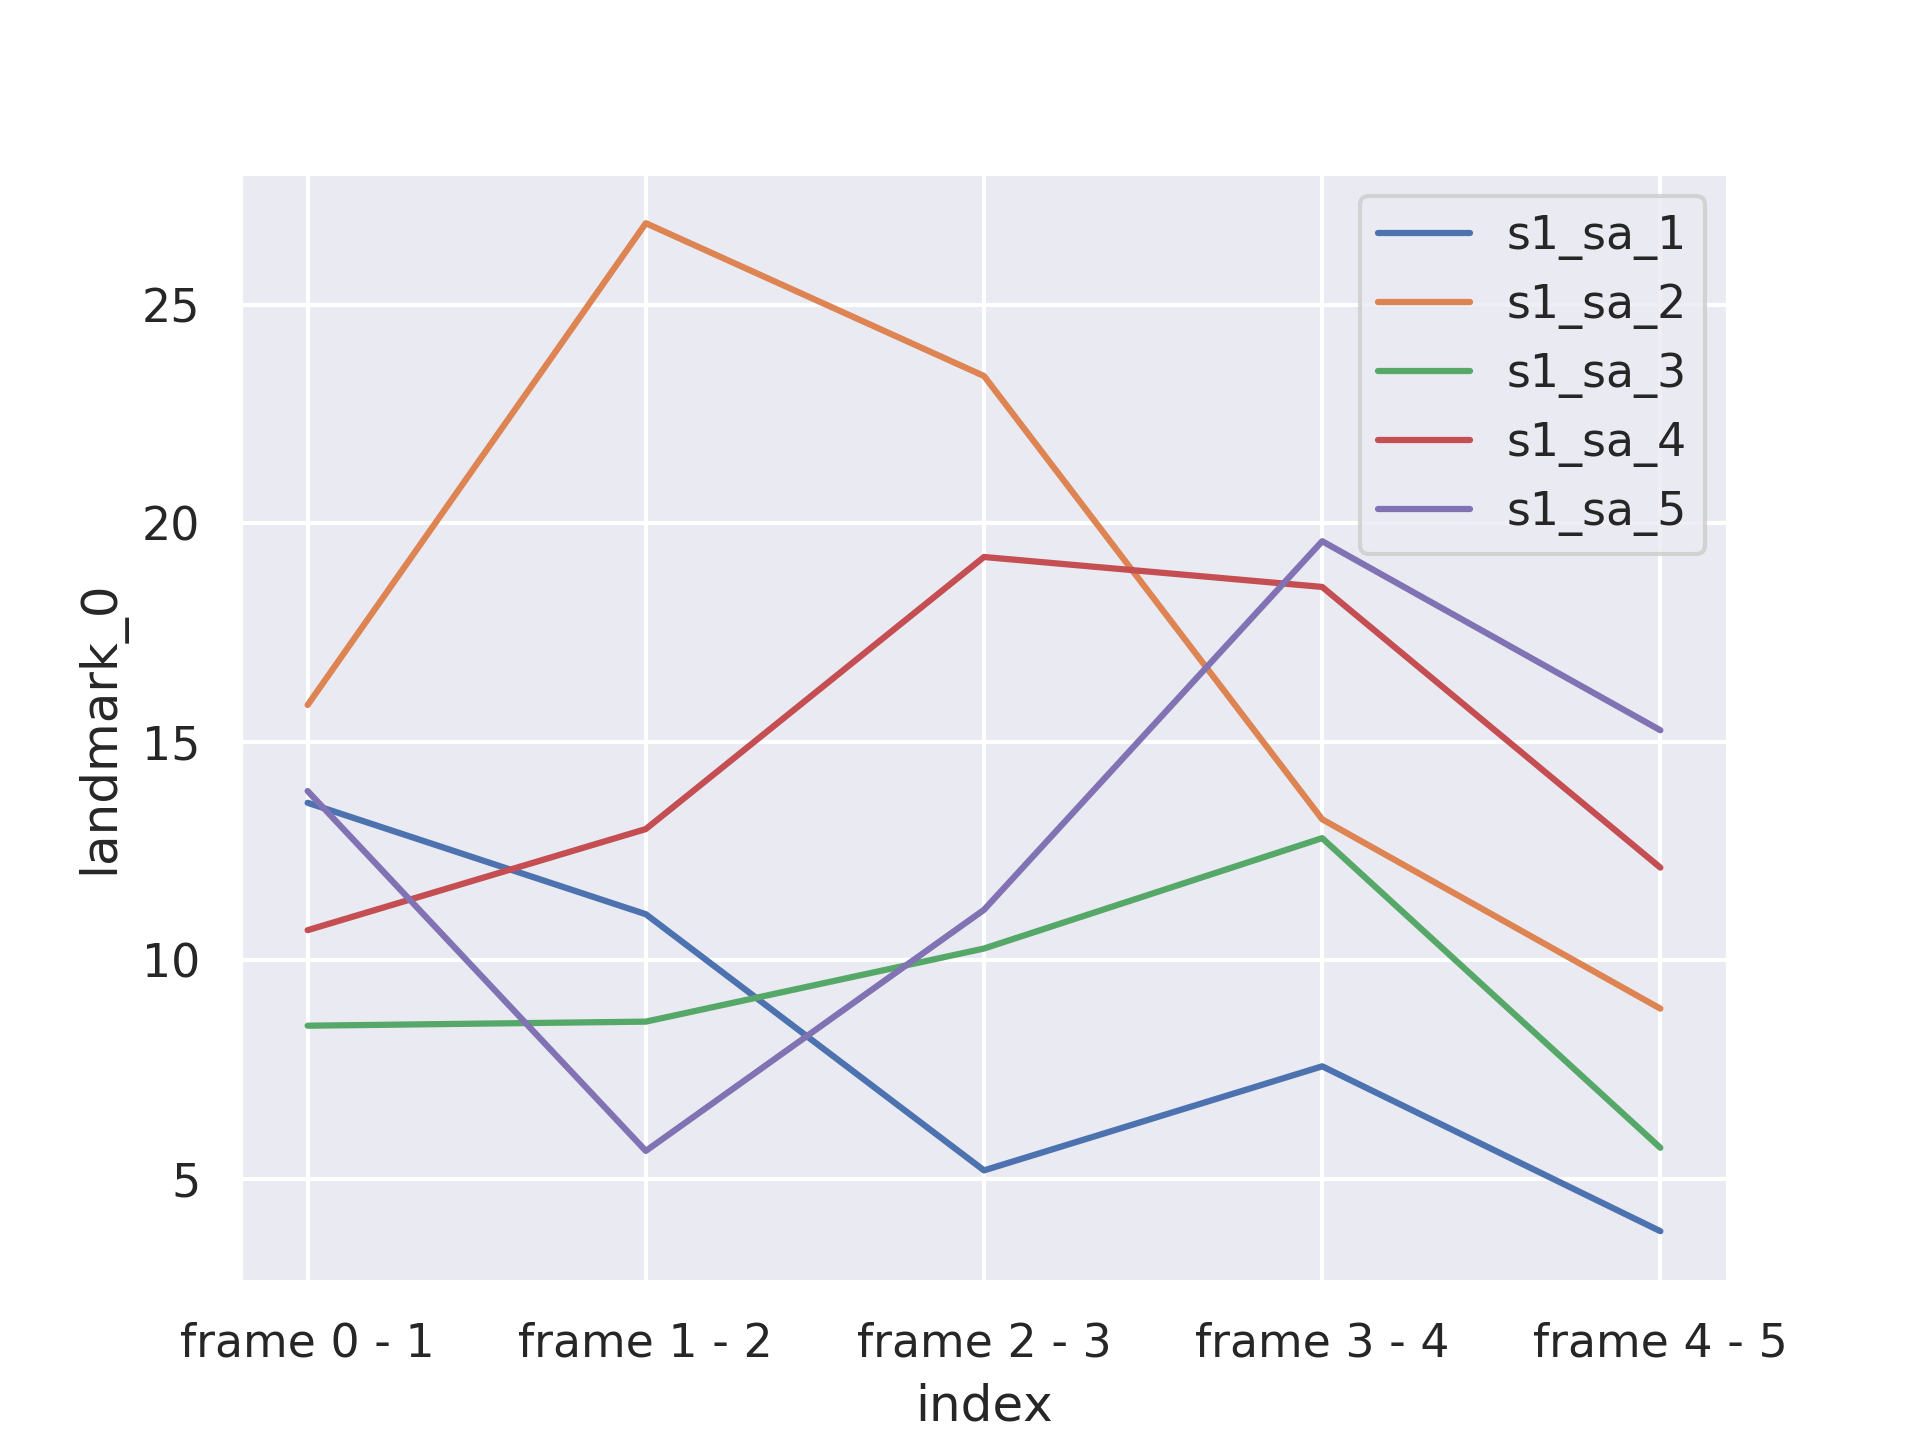 s1_sa_1
s1_sa_2
s1_sa_3
s1_sa_4
s1_sa_5
25
20
15
10
5
landmark_0
frame 0 - 1 frame 1 - 2 frame 2 - 3 frame 3 - 4 frame 4 - 5
index